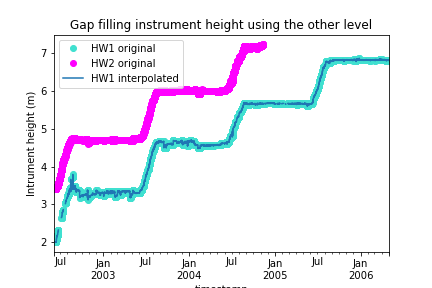 Gap filling instrument height using the other level
HW1 original
HW2 original
HW1 interpolated
Intrument height (m)
7
6
5
4
3
2
Jul Jan Jul Jan Jul Jan Jul Jan
2003 2004 2005 2006
timestamp